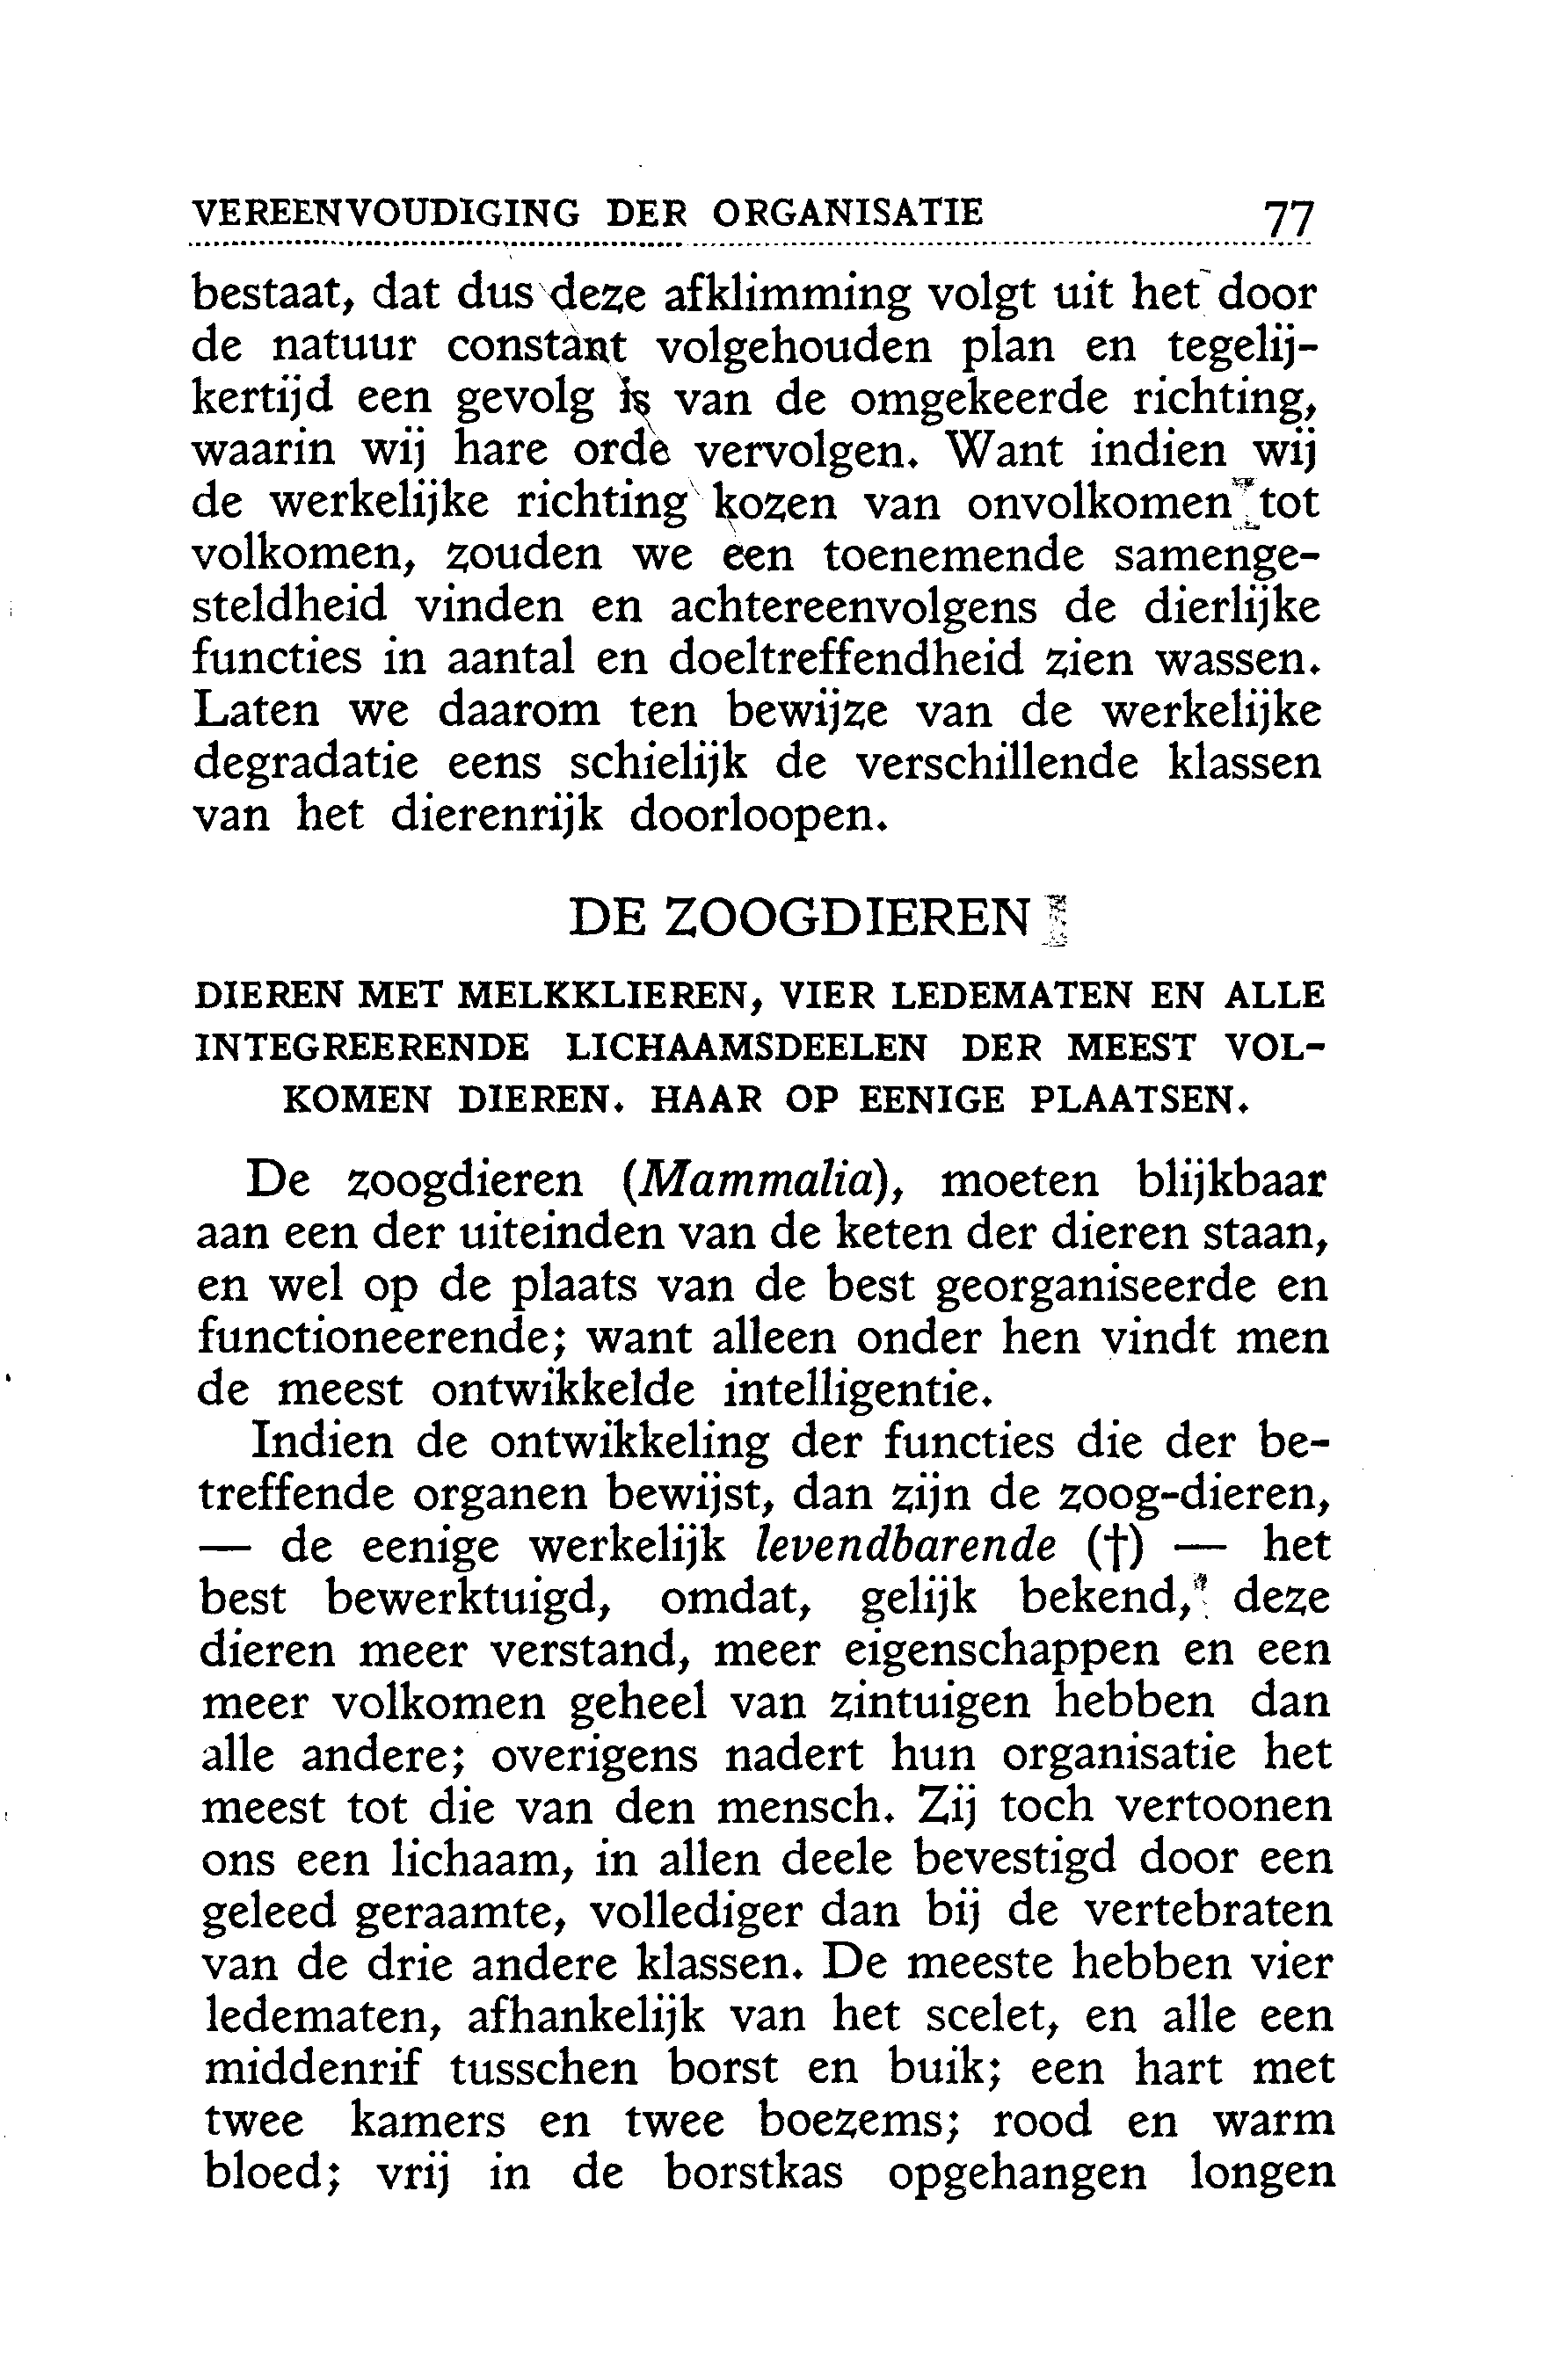 VEREENVOUDIGING DER ORGANISATIE 77
bestaat, dat dus deze afklimming volgt uit het door
de natuur constant volgehouden plan en tegelij-
kertijd een gevolg is van de omgekeerde richting,
waarin wij hare orde vervolgen. Want indien wij
de werkelijke richting kozen van onvolkomen tot
volkomen, zouden we een toenemende samenge-
steldheid vinden en achtereenvolgens de dierlijke
functies in aantal en doeltreffendheid zien wassen.
Laten we daarom ten bewijze van de werkelijke
degradatie eens schielijk de verschillende klassen
van het dierenrijk doorloopen.
DE ZOOGDIEREN
DIEREN MET MELKKLIEREN, VIER LEDEMATEN EN ALLE
INTEGREERENDE LICHAAMSDEELEN DER MEEST VOL-
KOMEN DIEREN. HAAR OP EENIGE PLAATSEN.
De zoogdieren (Mammalia), moeten blijkbaar
aan een der uiteinden van de keten der dieren staan,
en wel op de plaats van de best georganiseerde en
functioneerende; want alleen onder hen vindt men
de meest ontwikkelde intelligentie.
Indien de ontwikkeling der functies die der be-
treffende organen bewijst, dan zijn de zoog-dieren,
— de eenige werkelijk levendbarende (†) — het
best bewerktuigd, omdat, gelijk bekend, deze
dieren meer verstand, meer eigenschappen en een
meer volkomen geheel van zintuigen hebben dan
alle andere; overigens nadert hun organisatie het
meest tot die van den mensch. Zij toch vertoonen
ons een lichaam, in allen deele bevestigd door een
geleed geraamte, vollediger dan bij de vertebraten
van de drie andere klassen. De meeste hebben vier
ledematen, afhankelijk van het scelet, en alle een
middenrif tusschen borst en buik; een hart met
twee kamers en twee boezems; rood en warm
bloed; vrij in de borstkas opgehangen longen